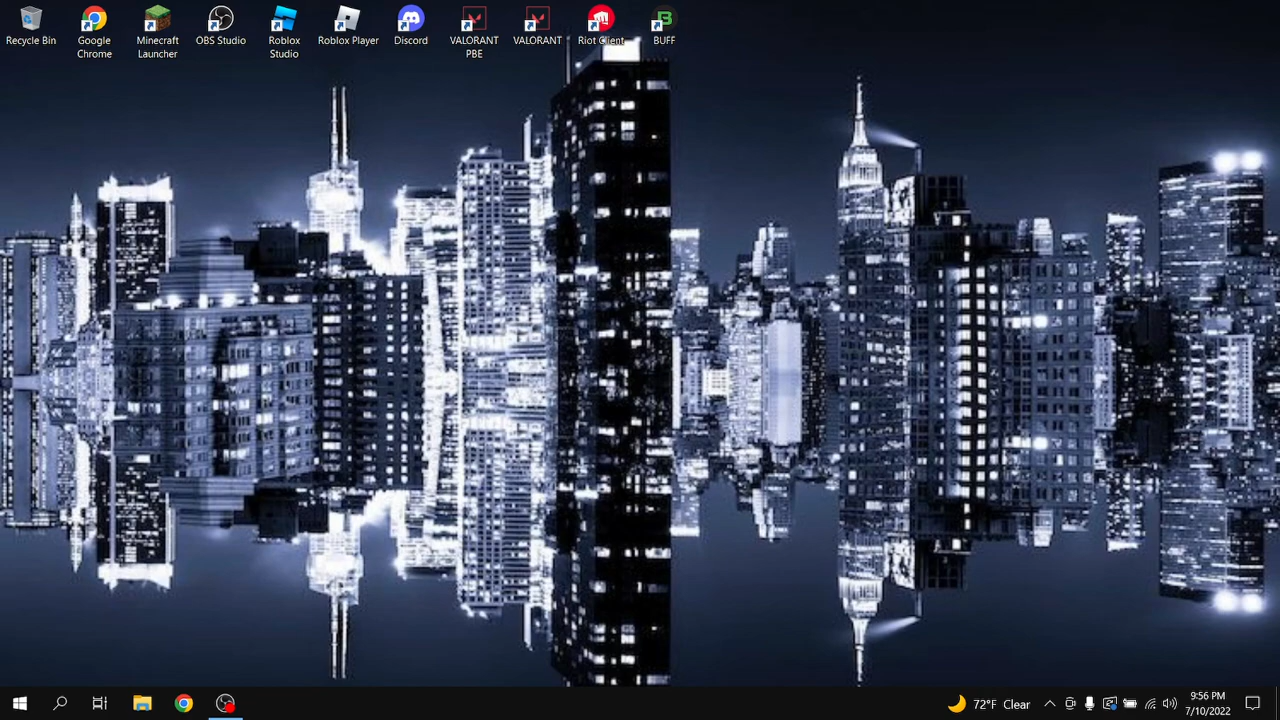 Recycle Bin
Google
Chrome
Minecraft
Launcher
OBS Studio
Roblox
Studio
Roblox Player
Discord
VALORANT
PBE
VALORANT
Riot Client
BUFF
72°F Clear
9:56 PM
7/10/2022